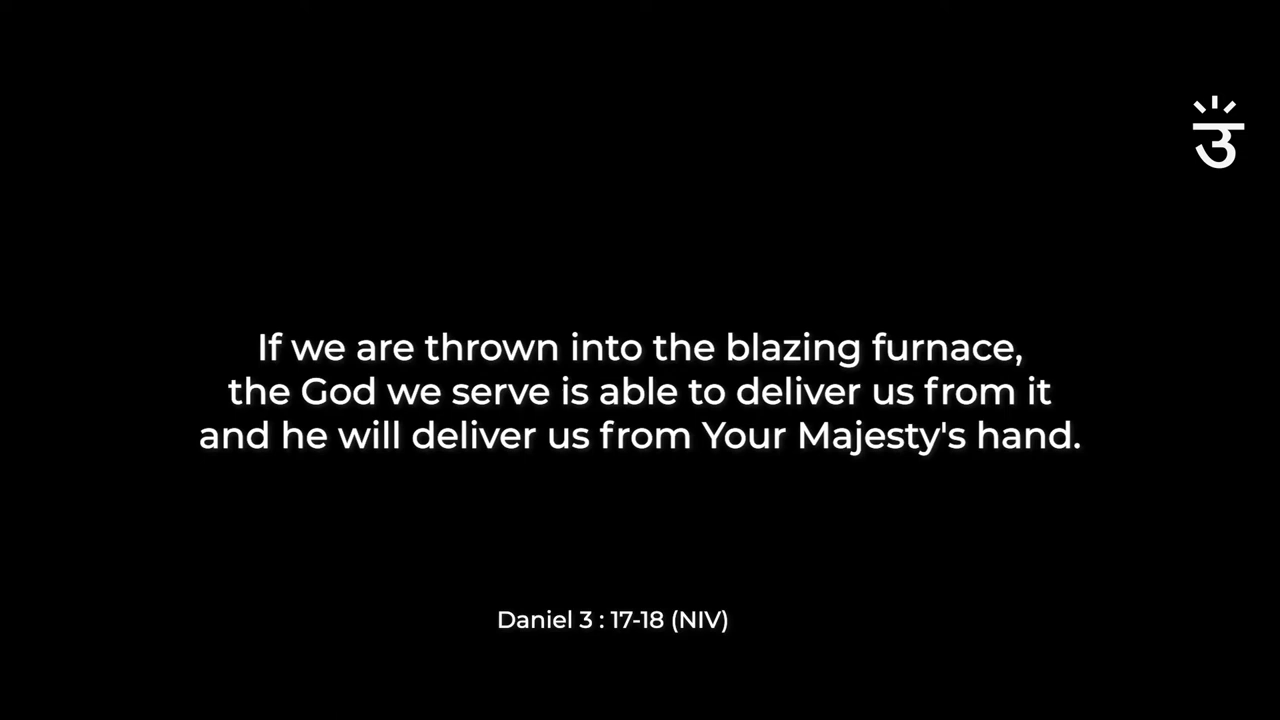 उ
If we are thrown into the blazing furnace,
the God we serve is able to deliver us from it
and he will deliver us from Your Majesty's hand.
Daniel 3 : 17-18 (NIV)